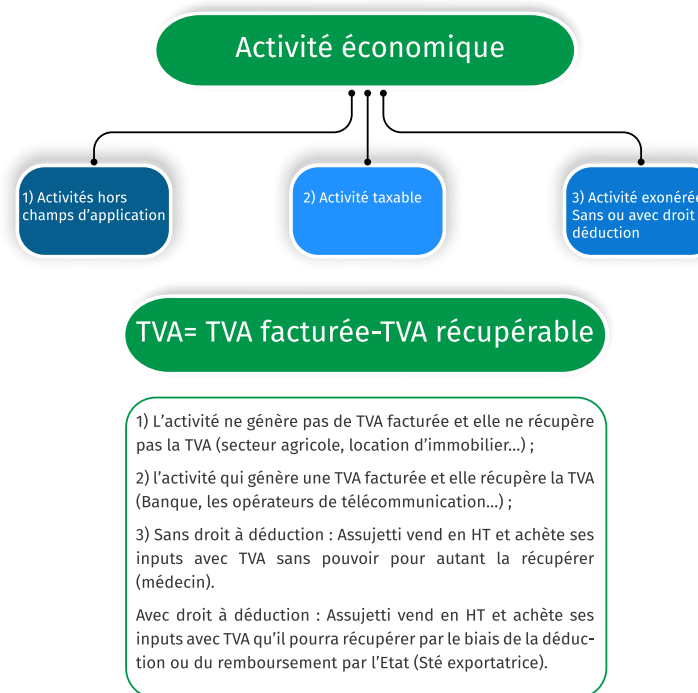 Activité économique
1) Activités hors
champs d'application
2) Activité taxable
3) Activité exonérée
Sans ou avec droit
déduction
TVA= TVA facturée-TVA récupérable
1) L'activité ne génère pas de TVA facturée et elle ne récupère
pas la TVA (secteur agricole, location d'immobilier...) ;
2) l'activité qui génère une TVA facturée et elle récupère la TVA
(Banque, les opérateurs de télécommunication...) ;
3) Sans droit à déduction : Assujetti vend en HT et achète ses
inputs avec TVA sans pouvoir pour autant la récupérer
(médecin).
Avec droit à déduction : Assujetti vend en HT et achète ses
inputs avec TVA qu'il pourra récupérer par le biais de la déduc-
tion ou du remboursement par l'Etat (Sté exportatrice).